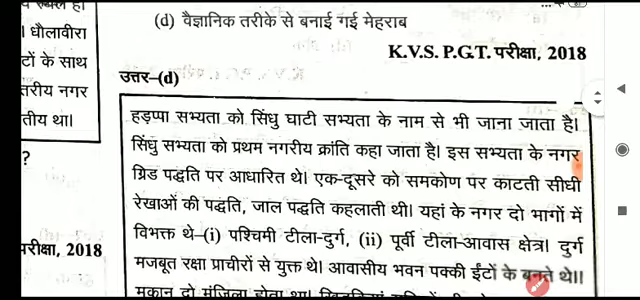 धौलावीरा
टों के साथ
तरीय नगर
तीय था।
?
परीक्षा, 2018
(d) वैज्ञानिक तरीके से बनाई गई मेहराब
K.V.S. P.G.T. परीक्षा, 2018
उत्तर–(d)
हड़प्पा सभ्यता को सिंधु घाटी सभ्यता के नाम से भी जाना जाता है।
सिंधु सभ्यता को प्रथम नगरीय क्रांति कहा जाता है। इस सभ्यता के नगर
ग्रिड पद्धति पर आधारित थे। एक-दूसरे को समकोण पर काटती सीधी
रेखाओं की पद्धति, जाल पद्धति कहलाती थी। यहां के नगर दो भागों में
विभक्त थे–(i) पश्चिमी टीला-दुर्ग, (ii) पूर्वी टीला-आवास क्षेत्र। दुर्ग
मजबूत रक्षा प्राचीरों से युक्त थे। आवासीय भवन पक्की ईंटों के बनते थे।।
मकान दो मंजिला होता था।